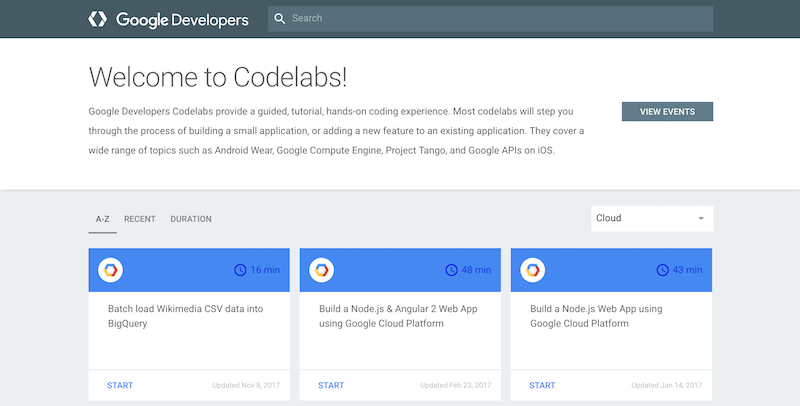 Google Developers
Search
Welcome to Codelabs!
Google Developers Codelabs provide a guided, tutorial, hands-on coding experience. Most codelabs will step you
through the process of building a small application, or adding a new feature to an existing application. They cover a
wide range of topics such as Android Wear, Google Compute Engine, Project Tango, and Google APIs on iOS.
VIEW EVENTS
A-Z RECENT DURATION
Cloud
16 min
Batch load Wikimedia CSV data into
BigQuery
START Updated Nov 8, 2017
48 min
Build a Node.js & Angular 2 Web App
using Google Cloud Platform
START Updated Feb 23, 2017
43 min
Build a Node.js Web App using
Google Cloud Platform
START Updated Jan 14, 2017